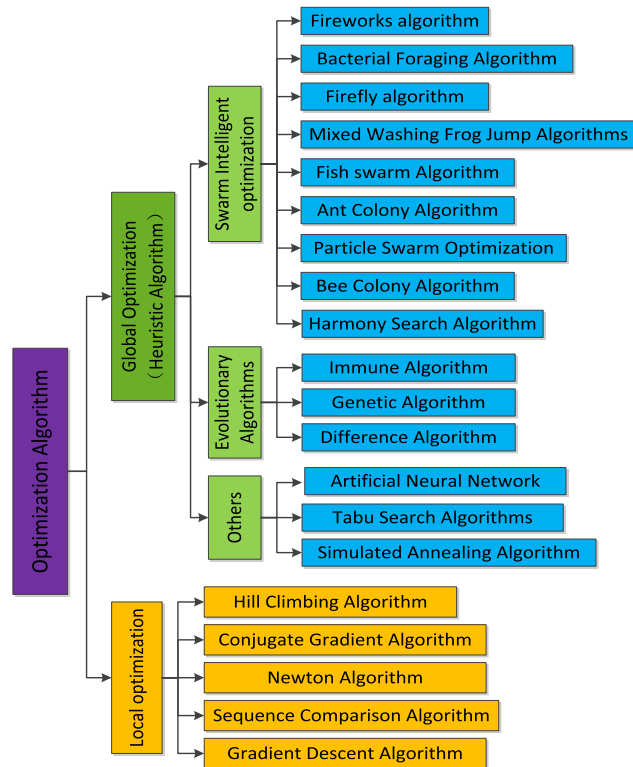 Optimization Algorithm
Global Optimization
（Heuristic Algorithm）
Swarm Intelligent
optimization
Fireworks algorithm
Bacterial Foraging Algorithm
Firefly algorithm
Mixed Washing Frog Jump Algorithms
Fish swarm Algorithm
Ant Colony Algorithm
Particle Swarm Optimization
Bee Colony Algorithm
Harmony Search Algorithm
Evolutionary
Algorithms
Immune Algorithm
Genetic Algorithm
Difference Algorithm
Others
Artificial Neural Network
Tabu Search Algorithms
Simulated Annealing Algorithm
Local optimization
Hill Climbing Algorithm
Conjugate Gradient Algorithm
Newton Algorithm
Sequence Comparison Algorithm
Gradient Descent Algorithm